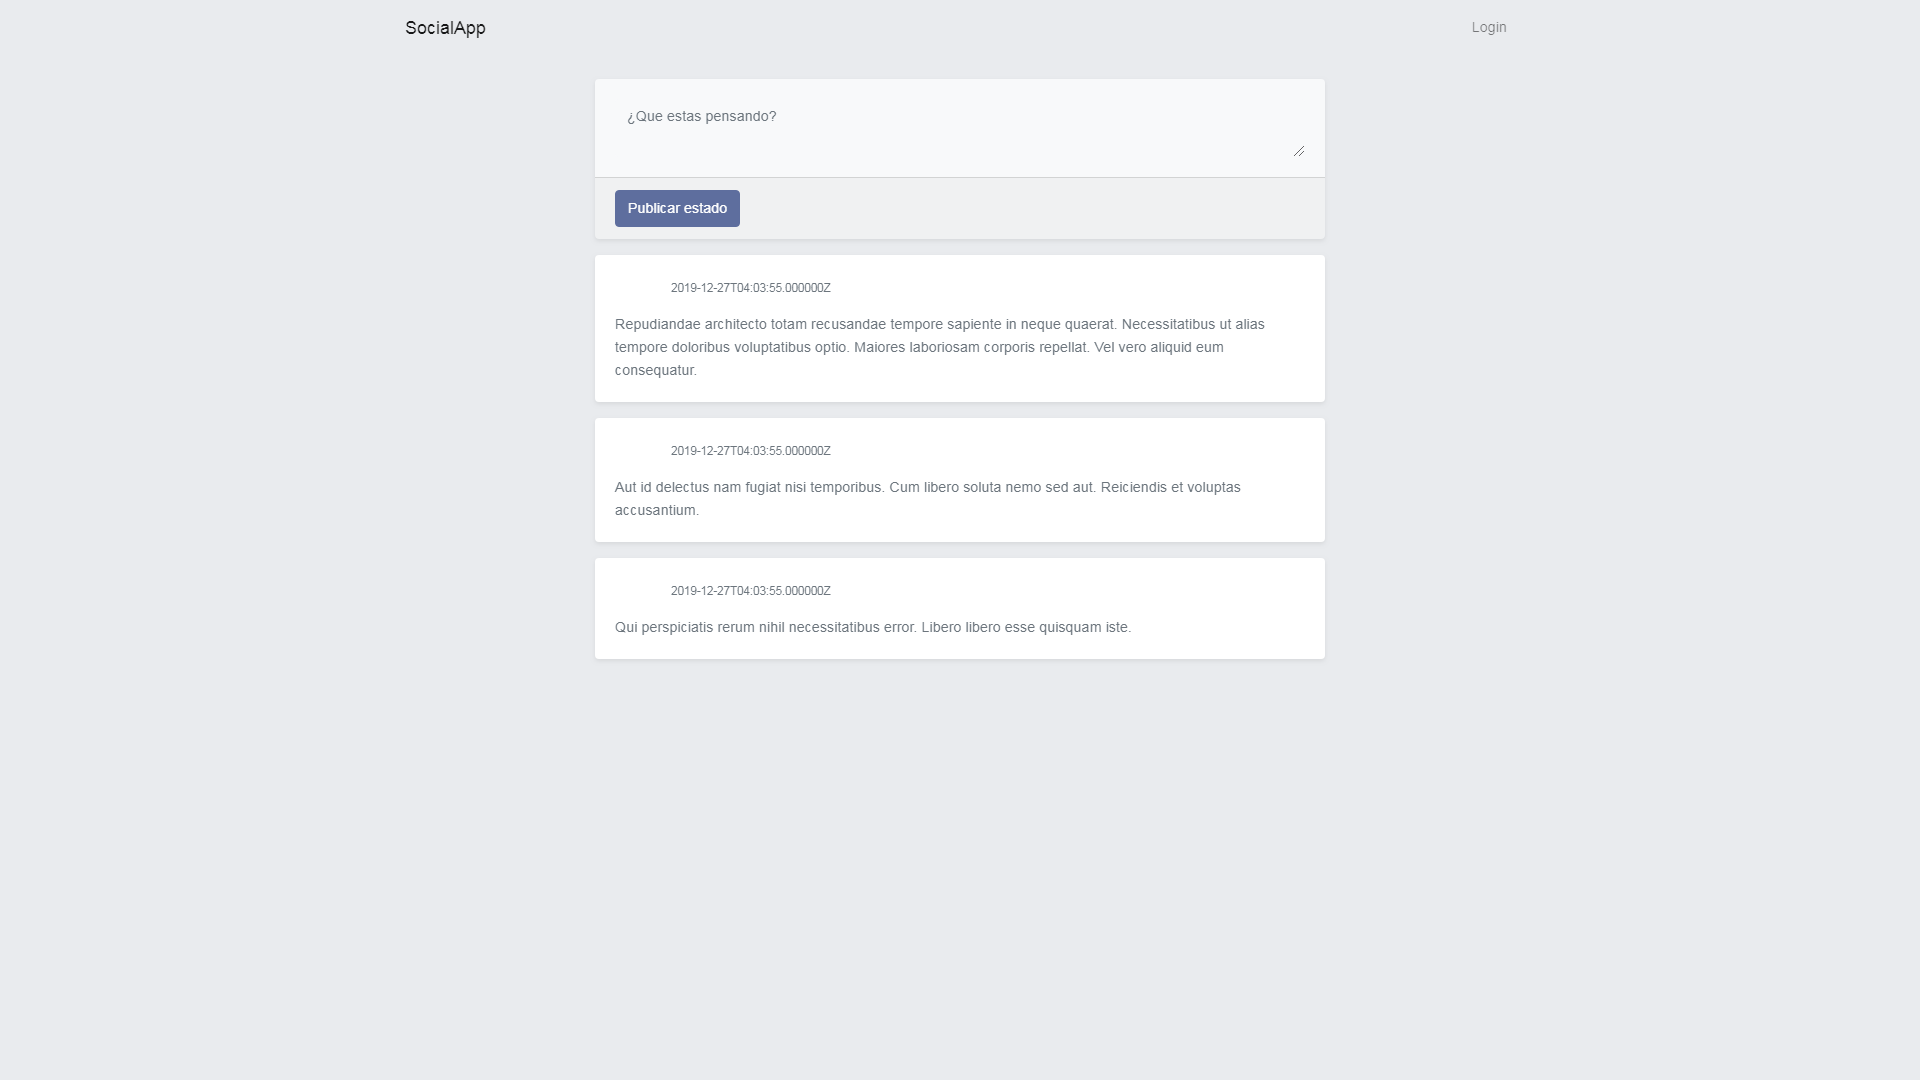 SocialApp
Login
¿Que estas pensando?
Publicar estado
2019-12-27T04:03:55.000000Z
Repudiandae architecto totam recusandae tempore sapiente in neque quaerat. Necessitatibus ut alias
tempore doloribus voluptatibus optio. Maiores laboriosam corporis repellat. Vel vero aliquid eum
consequatur.
2019-12-27T04:03:55.000000Z
Aut id delectus nam fugiat nisi temporibus. Cum libero soluta nemo sed aut. Reiciendis et voluptas
accusantium.
2019-12-27T04:03:55.000000Z
Qui perspiciatis rerum nihil necessitatibus error. Libero libero esse quisquam iste.